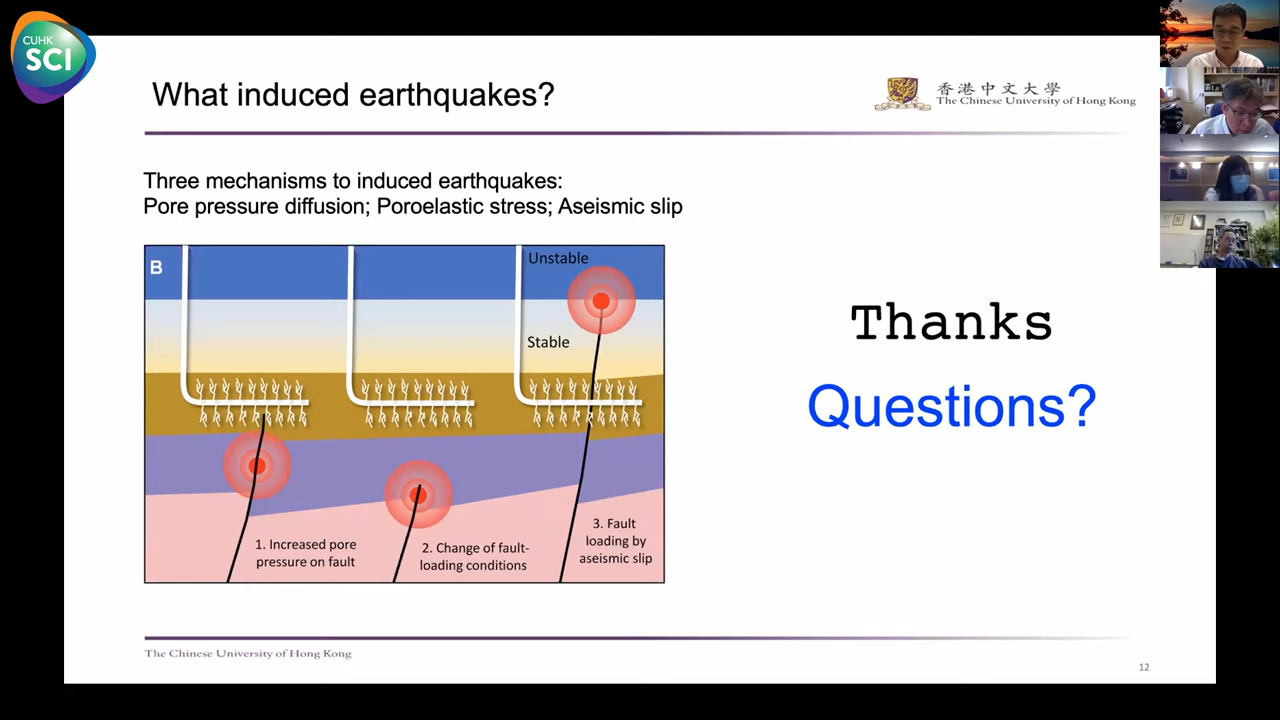 CUHK
SCI
What induced earthquakes?
香港中文大學
The Chinese University of Hong Kong
Three mechanisms to induced earthquakes:
Pore pressure diffusion; Poroelastic stress; Aseismic slip
B
Unstable
Stable
1. Increased pore
pressure on fault
2. Change of fault-
loading conditions
3. Fault
loading by
aseismic slip
Thanks
Questions?
The Chinese University of Hong Kong
12